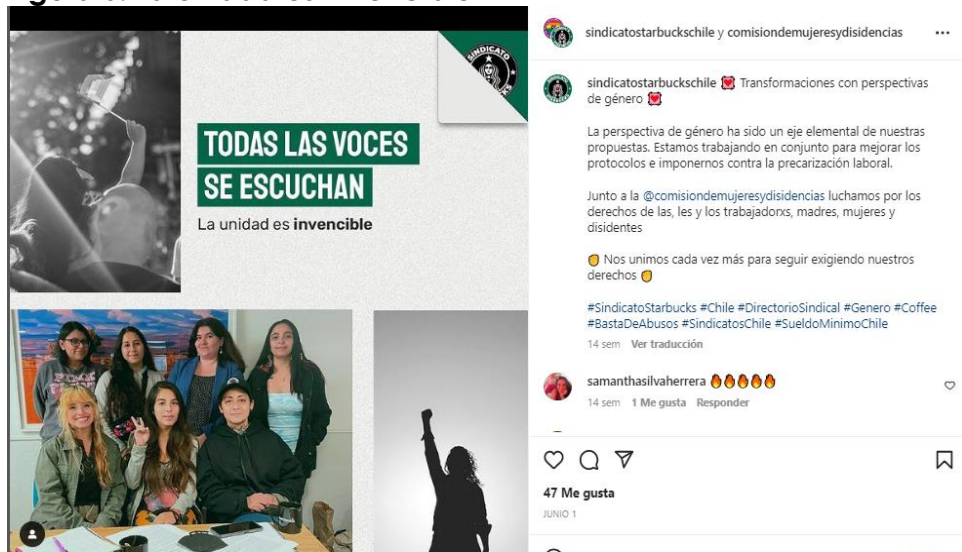 SINDICATO
TODAS LAS VOCES
SE ESCUCHAN
La unidad es invencible
sindicatostarbuckschile y comisiondemujeresydisidencias
sindicatostarbuckschile 💓 Transformaciones con perspectivas
de género 💓
La perspectiva de género ha sido un eje elemental de nuestras
propuestas. Estamos trabajando en conjunto para mejorar los
protocolos e imponernos contra la precarización laboral.
Junto a la @comisiondemujeresydisidencias luchamos por los
derechos de las, les y los trabajadorxs, madres, mujeres y
disidentes
✊ Nos unimos cada vez más para seguir exigiendo nuestros
derechos ✊
#SindicatoStarbucks #Chile #DirectorioSindical #Genero #Coffee
#BastaDeAbusos #SindicatosChile #SueldoMinimoChile
14 sem Ver traducción
samanthasilvaherrera 🔥🔥🔥🔥🔥
14 sem 1 Me gusta Responder
47 Me gusta
JUNIO 1